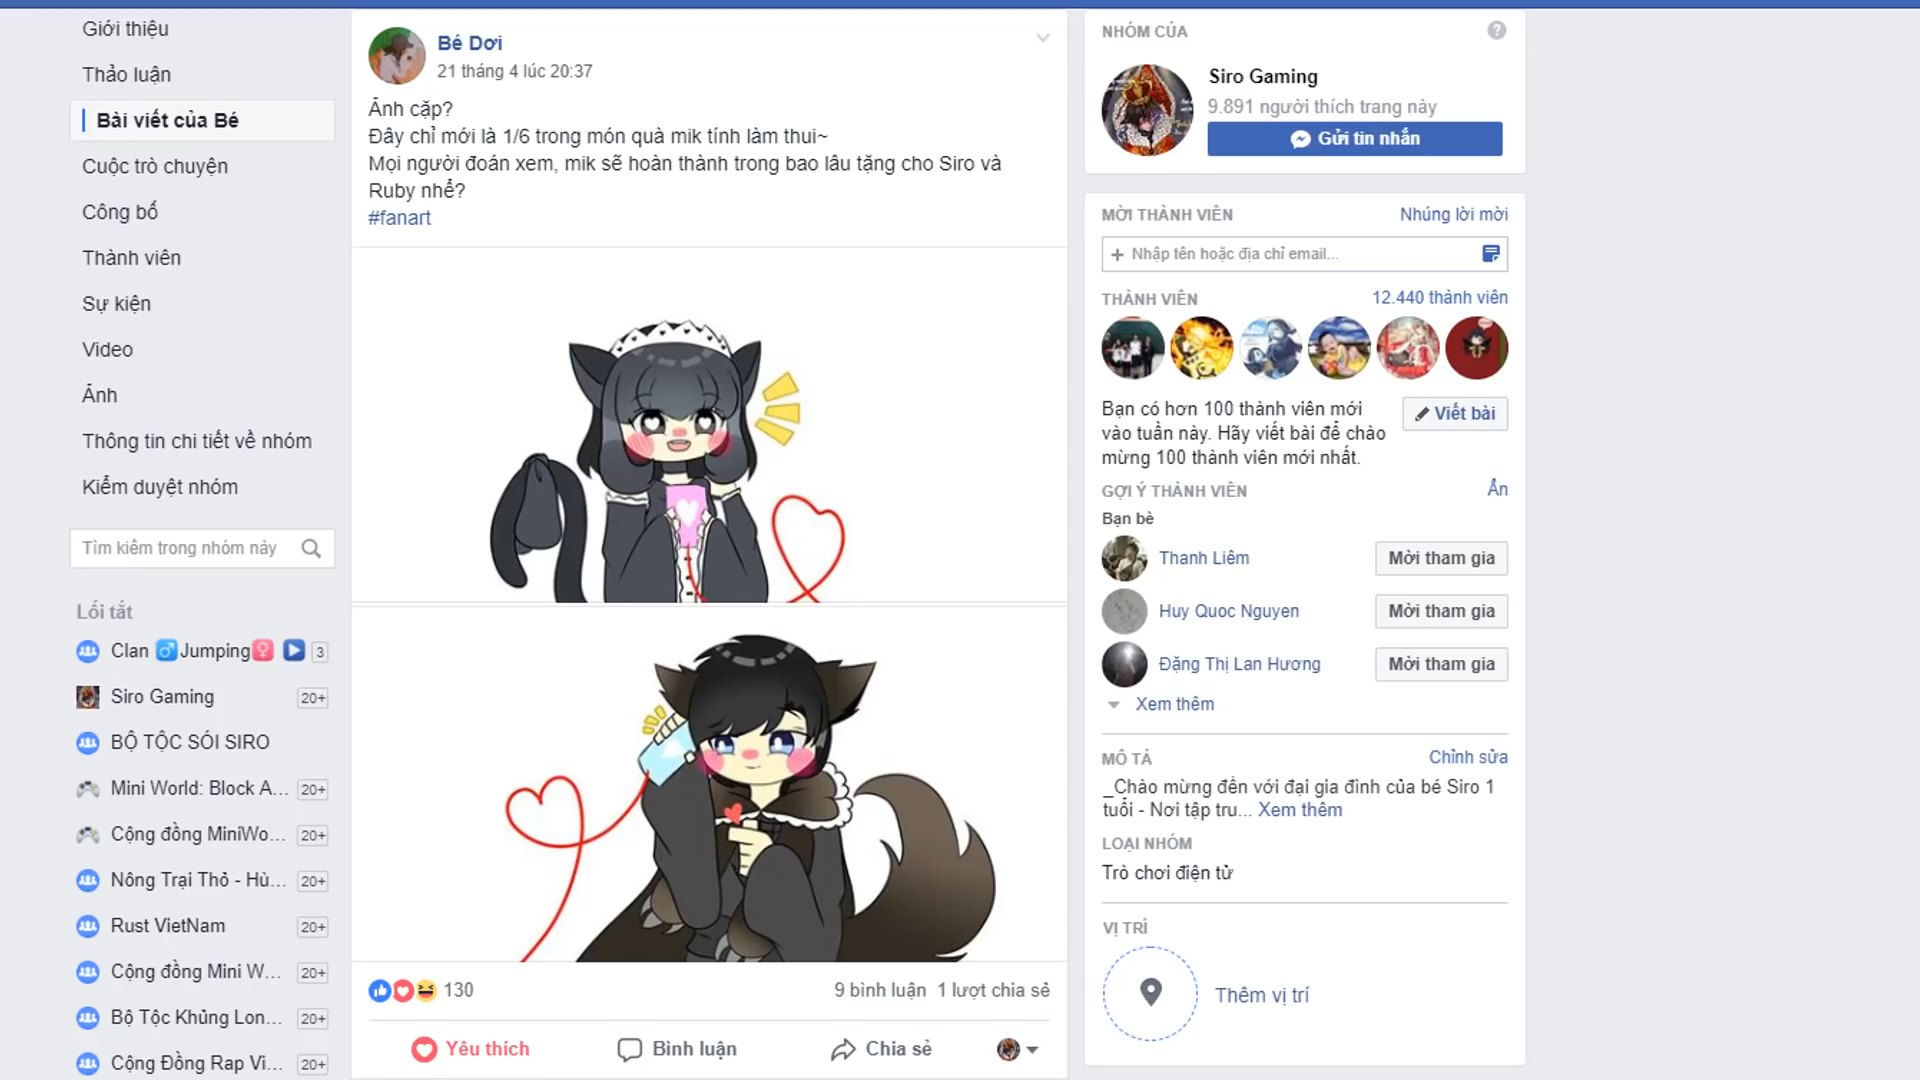 Giới thiệu
Thảo luận
Bài viết của Bé
Cuộc trò chuyện
Công bố
Thành viên
Sự kiện
Video
Ảnh
Thông tin chi tiết về nhóm
Kiểm duyệt nhóm
Tìm kiếm trong nhóm này
Lối tắt
Clan ♂Jumping♀ ▶ 3
Siro Gaming 20+
BỘ TỘC SÓI SIRO
Mini World: Block A... 20+
Cộng đồng MiniWo... 20+
Nông Trại Thỏ - Hù... 20+
Rust VietNam 20+
Cộng đồng Mini W... 20+
Bộ Tộc Khủng Lon... 20+
Cộng Đồng Rap Vi... 20+
Bé Dơi
21 tháng 4 lúc 20:37
Ảnh cặp?
Đây chỉ mới là 1/6 trong món quà mik tính làm thui~
Mọi người đoán xem, mik sẽ hoàn thành trong bao lâu tặng cho Siro và
Ruby nhể?
#fanart
130
9 bình luận 1 lượt chia sẻ
Yêu thích Bình luận Chia sẻ
NHÓM CỦA ?
Siro Gaming
9.891 người thích trang này
Gửi tin nhắn
MỜI THÀNH VIÊN Nhúng lời mời
+ Nhập tên hoặc địa chỉ email...
THÀNH VIÊN 12.440 thành viên
Bạn có hơn 100 thành viên mới
vào tuần này. Hãy viết bài để chào
mừng 100 thành viên mới nhất.
Viết bài
GỢI Ý THÀNH VIÊN Ẩn
Bạn bè
Thanh Liêm Mời tham gia
Huy Quoc Nguyen Mời tham gia
Đặng Thị Lan Hương Mời tham gia
Xem thêm
MÔ TẢ Chỉnh sửa
_Chào mừng đến với đại gia đình của bé Siro 1
tuổi - Nơi tập tru... Xem thêm
LOẠI NHÓM
Trò chơi điện tử
VỊ TRÍ
Thêm vị trí